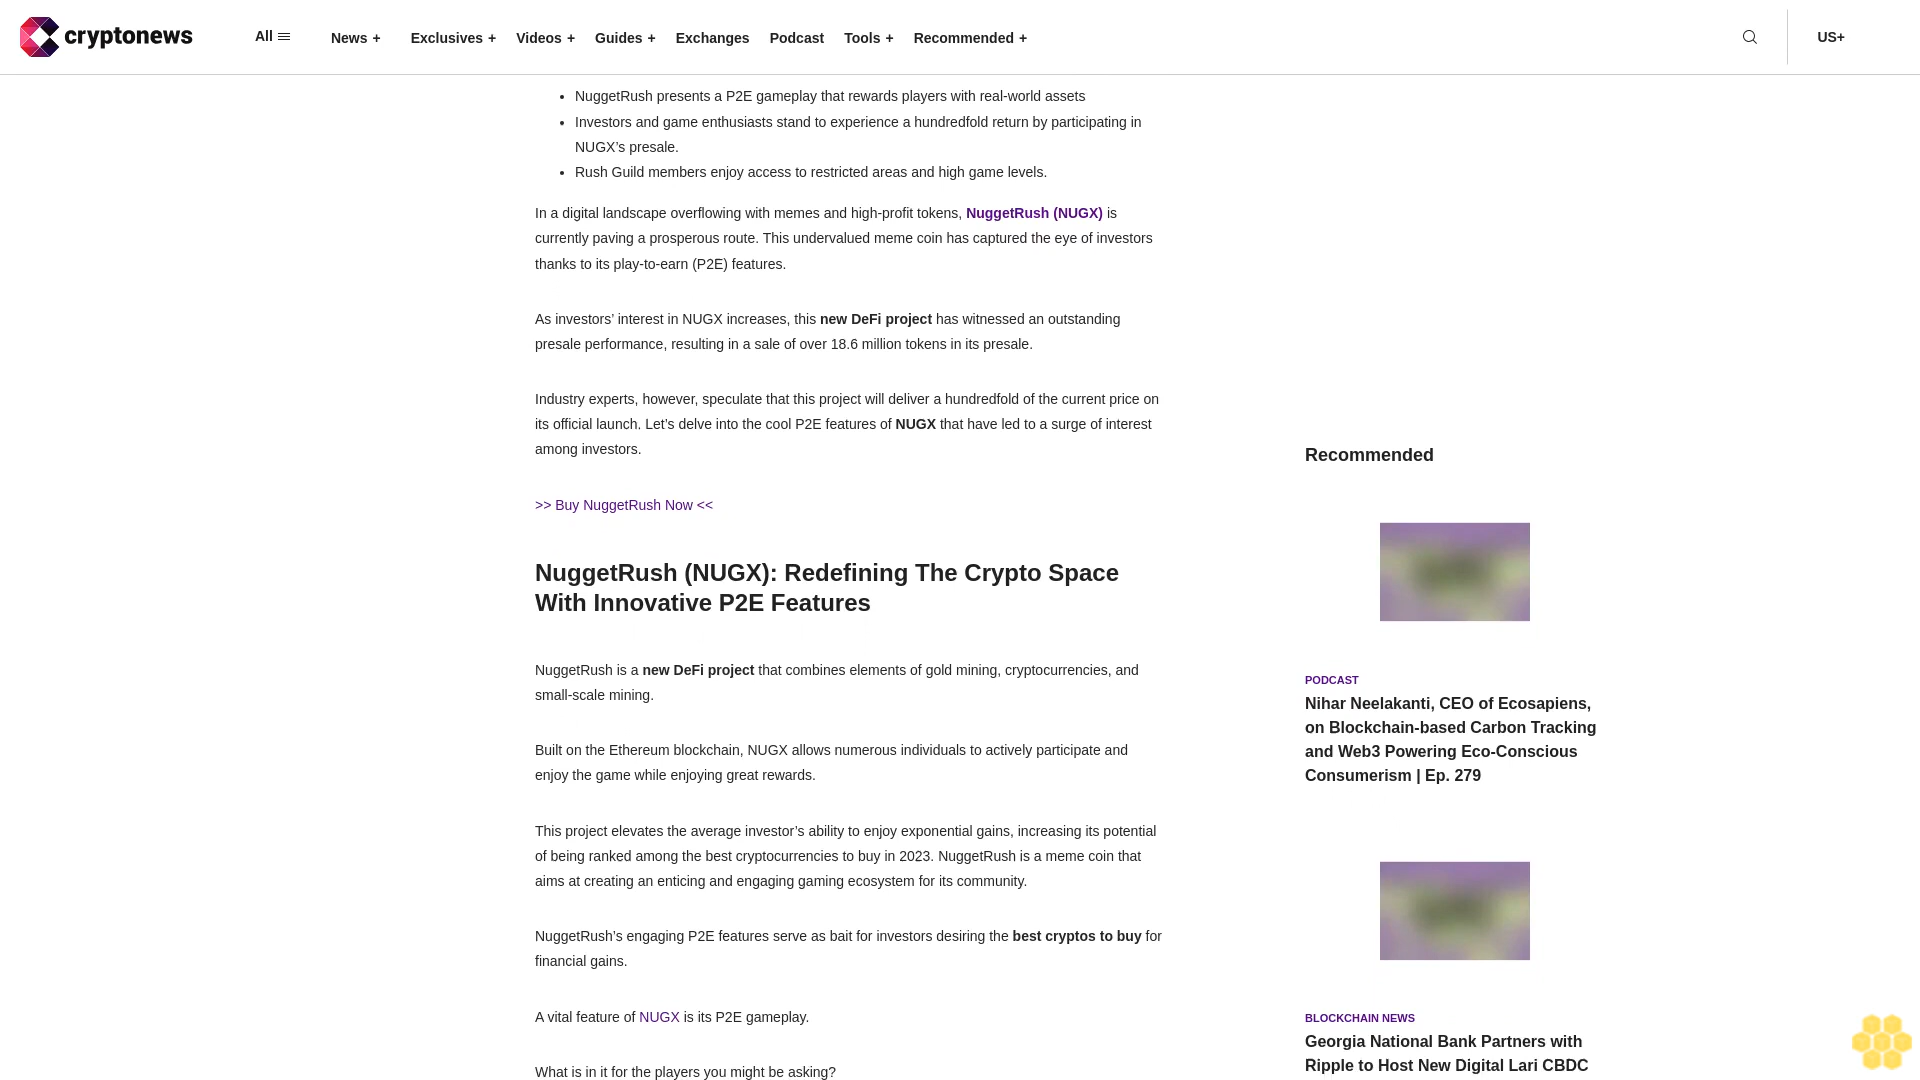 cryptonews
All
News +
Exclusives +
Videos +
Guides +
Exchanges
Podcast
Tools +
Recommended +
US+
• NuggetRush presents a P2E gameplay that rewards players with real-world assets
• Investors and game enthusiasts stand to experience a hundredfold return by participating in
NUGX’s presale.
• Rush Guild members enjoy access to restricted areas and high game levels.
In a digital landscape overflowing with memes and high-profit tokens, NuggetRush (NUGX) is
currently paving a prosperous route. This undervalued meme coin has captured the eye of investors
thanks to its play-to-earn (P2E) features.
As investors’ interest in NUGX increases, this new DeFi project has witnessed an outstanding
presale performance, resulting in a sale of over 18.6 million tokens in its presale.
Industry experts, however, speculate that this project will deliver a hundredfold of the current price on
its official launch. Let’s delve into the cool P2E features of NUGX that have led to a surge of interest
among investors.
>> Buy NuggetRush Now <<
NuggetRush (NUGX): Redefining The Crypto Space
With Innovative P2E Features
NuggetRush is a new DeFi project that combines elements of gold mining, cryptocurrencies, and
small-scale mining.
Built on the Ethereum blockchain, NUGX allows numerous individuals to actively participate and
enjoy the game while enjoying great rewards.
This project elevates the average investor’s ability to enjoy exponential gains, increasing its potential
of being ranked among the best cryptocurrencies to buy in 2023. NuggetRush is a meme coin that
aims at creating an enticing and engaging gaming ecosystem for its community.
NuggetRush’s engaging P2E features serve as bait for investors desiring the best cryptos to buy for
financial gains.
A vital feature of NUGX is its P2E gameplay.
What is in it for the players you might be asking?
Recommended
PODCAST
Nihar Neelakanti, CEO of Ecosapiens,
on Blockchain-based Carbon Tracking
and Web3 Powering Eco-Conscious
Consumerism | Ep. 279
BLOCKCHAIN NEWS
Georgia National Bank Partners with
Ripple to Host New Digital Lari CBDC